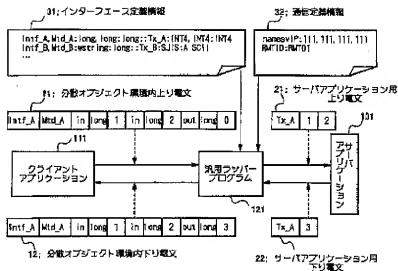 31;インターフェース定義情報
32;通信定義情報
Intf_A,Mtd_A:long,long:long::Tx_A:INT4,INT4:INT4
Intf_A,Mtd_B:wstring:long::Tx_B:SJIS:A
...
namesvIP:111.111.111.111
RMTID:RMT01
11;分散オブジェクト環境内上り電文
21;サーバアプリケーション用
上り電文
Intf_A Mtd_A in long 1 in long 2 out long 0
Tx_A 1 2
111
101
クライアント
アプリケーション
汎用ラッパー
プログラム
サーバ
アプリケーション
121
Intf_A Mtd_A in long 1 in long 2 out long 3
Tx_A 3
12;分散オブジェクト環境内下り電文
22;サーバアプリケーション用
下り電文